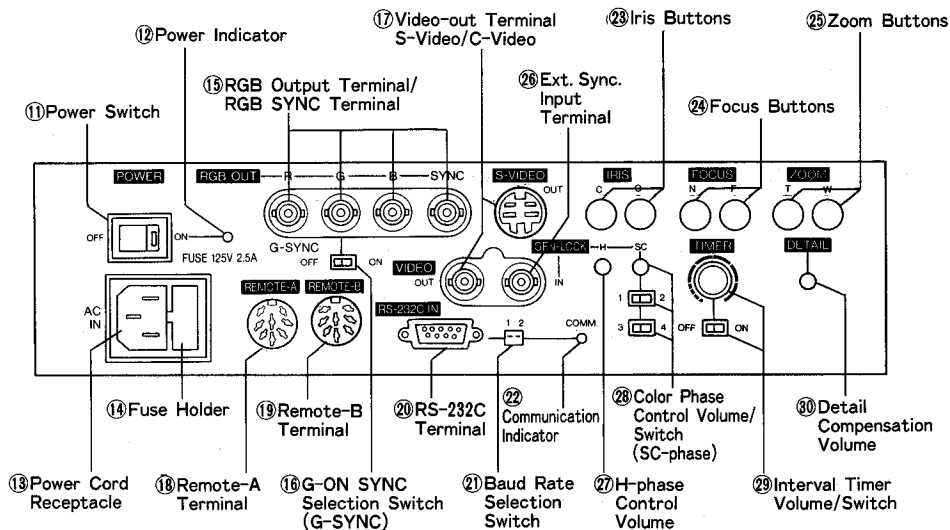 ⑰Video-out Terminal
S-Video/C-Video
㉓Iris Buttons
㉕Zoom Buttons
⑫Power Indicator
⑮RGB Output Terminal/
RGB SYNC Terminal
㉖Ext. Sync.
Input
Terminal
⑪Power Switch
㉔Focus Buttons
POWER
RGB OUT
R
G
B
SYNC
S-VIDEO
OUT
IRIS
C
O
FOCUS
N
F
ZOOM
T
W
OFF
ON
FUSE 125V 2.5A
G-SYNC
OFF
ON
VIDEO
OUT
IN
GEN-LOCK
H
SC
TIMER
DETAIL
AC
IN
REMOTE-A
REMOTE-B
RS-232C IN
1 2
COMM.
1
2
3
4
OFF
ON
⑭Fuse Holder
⑲Remote-B
Terminal
⑳RS-232C
Terminal
㉒
Communication
Indicator
㉘Color Phase
Control Volume/
Switch
(SC-phase)
㉚Detail
Compensation
Volume
⑬Power Cord
Receptacle
⑱Remote-A
Terminal
⑯G-ON SYNC
Selection Switch
(G-SYNC)
㉑Baud Rate
Selection
Switch
㉗H-phase
Control
Volume
㉙Interval Timer
Volume/Switch